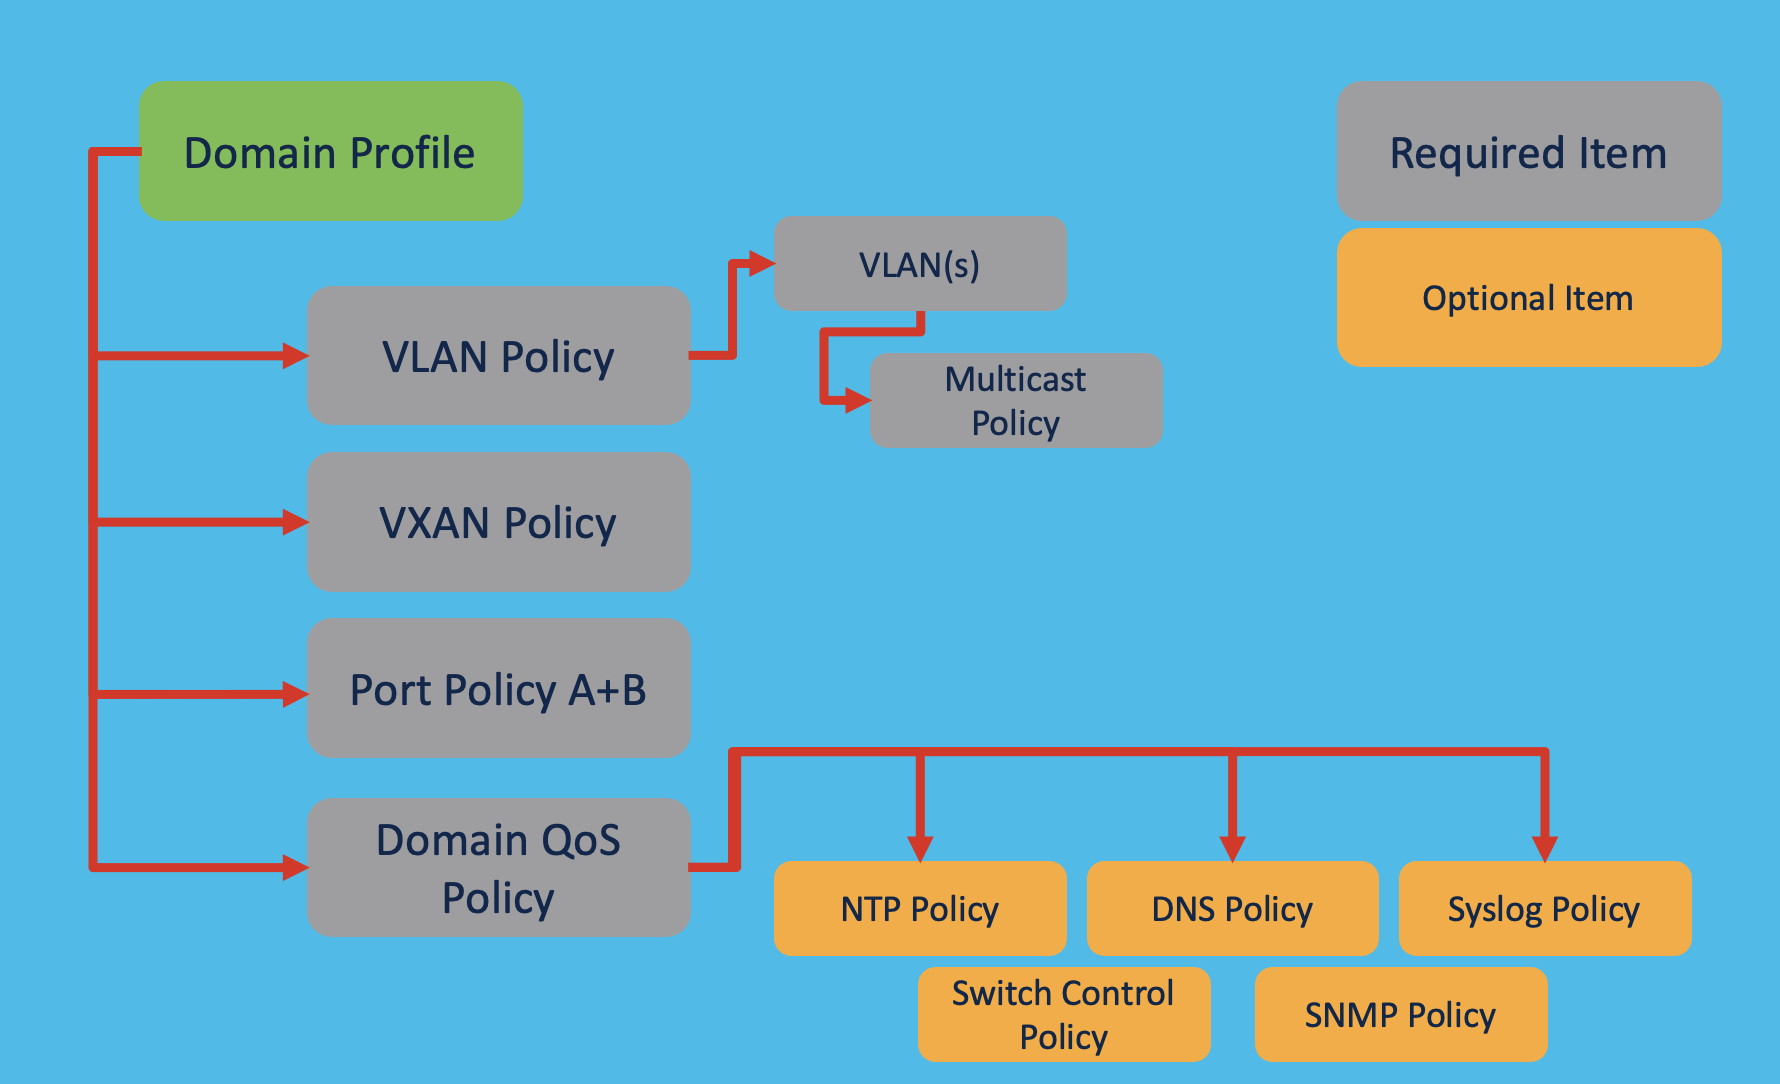 Domain Profile
Required Item
VLAN(s)
Optional Item
VLAN Policy
Multicast
Policy
VXAN Policy
Port Policy A+B
Domain QoS
Policy
NTP Policy
DNS Policy
Syslog Policy
Switch Control
Policy
SNMP Policy